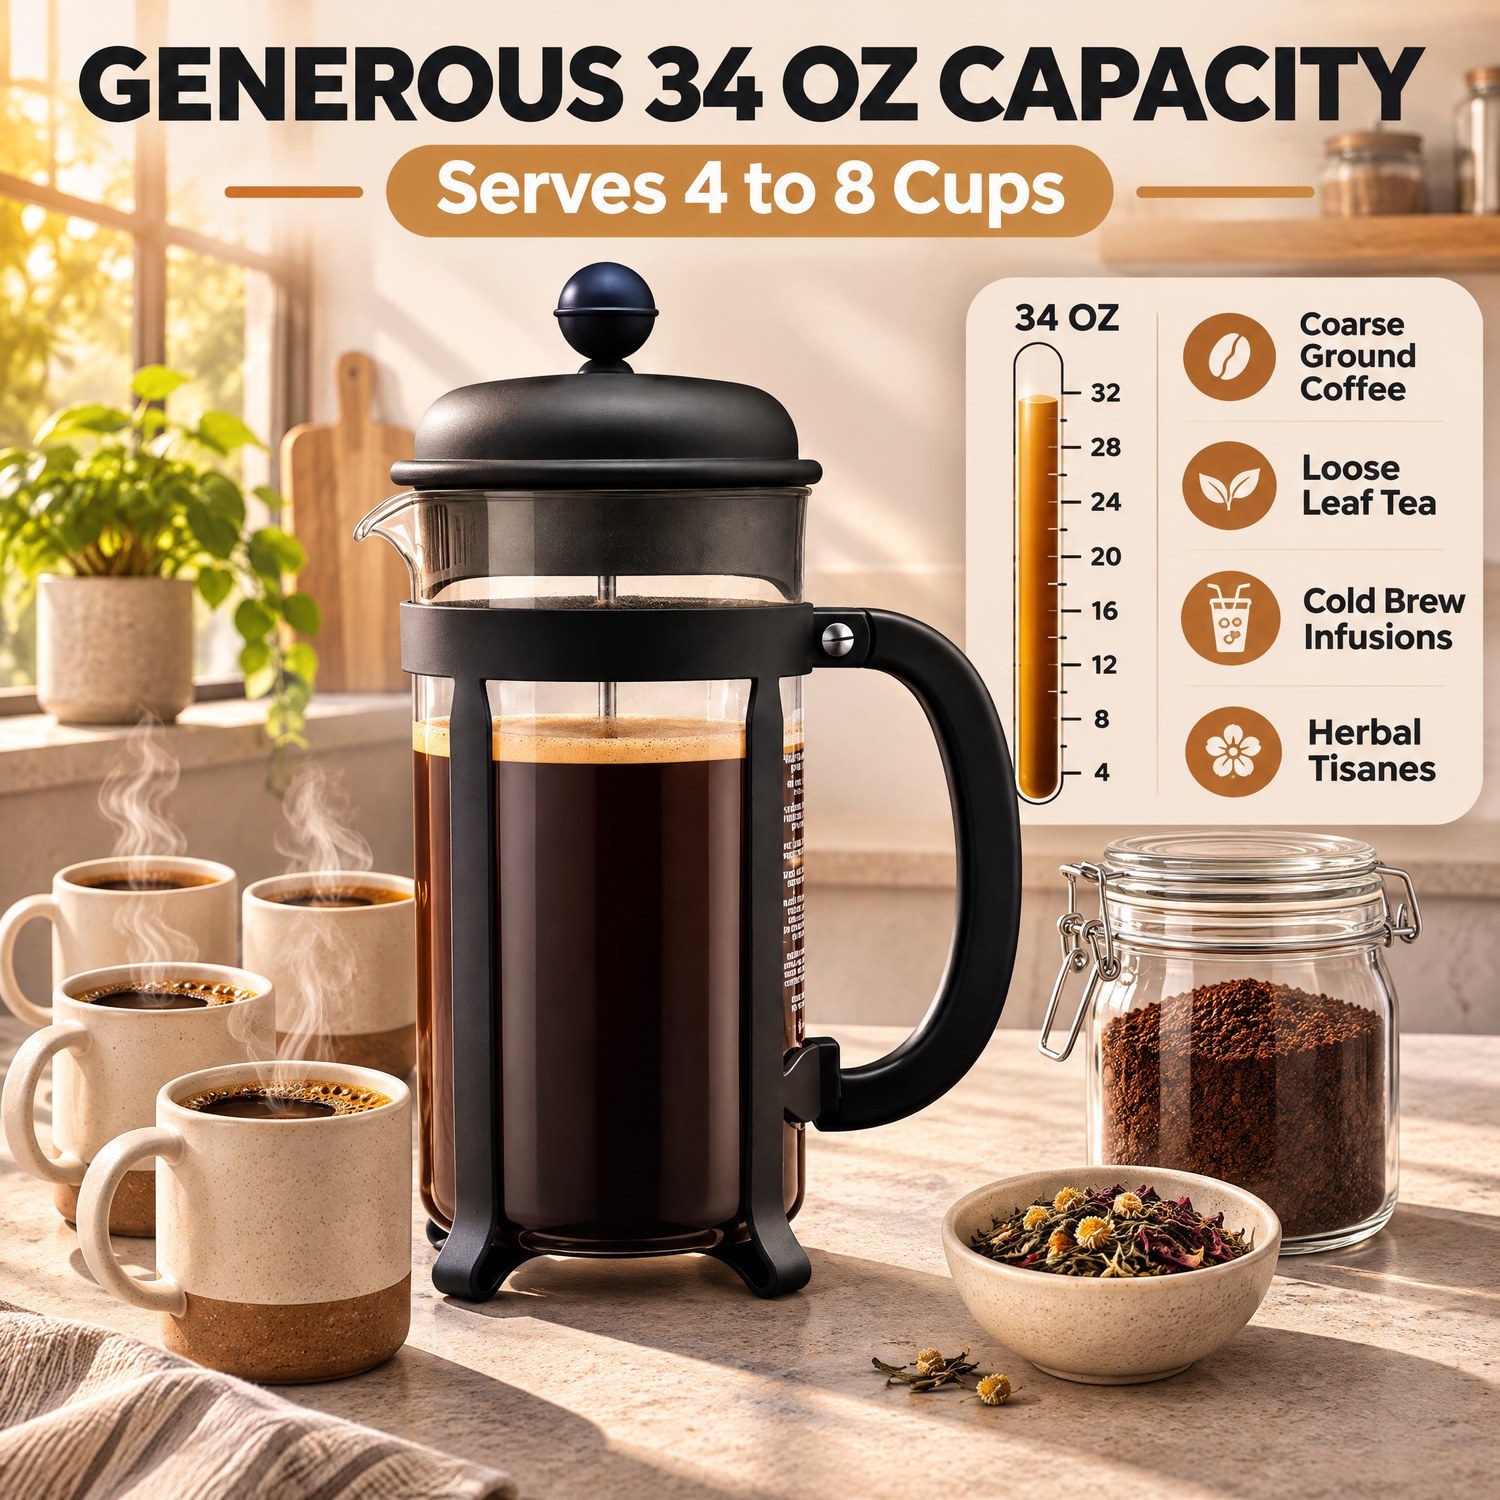 GENEROUS 34 OZ CAPACITY
Serves 4 to 8 Cups
34 OZ
32
28
24
20
16
12
8
4
Coarse
Ground
Coffee
Loose
Leaf Tea
Cold Brew
Infusions
Herbal
Tisanes